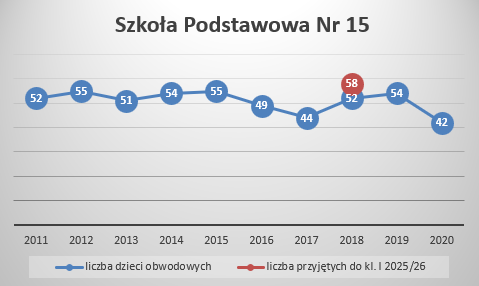 Szkoła Podstawowa Nr 15
58
52 55 51 54 55 49 44 52 54 42
2011 2012 2013 2014 2015 2016 2017 2018 2019 2020
liczba dzieci obwodowych liczba przyjętych do kl. I 2025/26